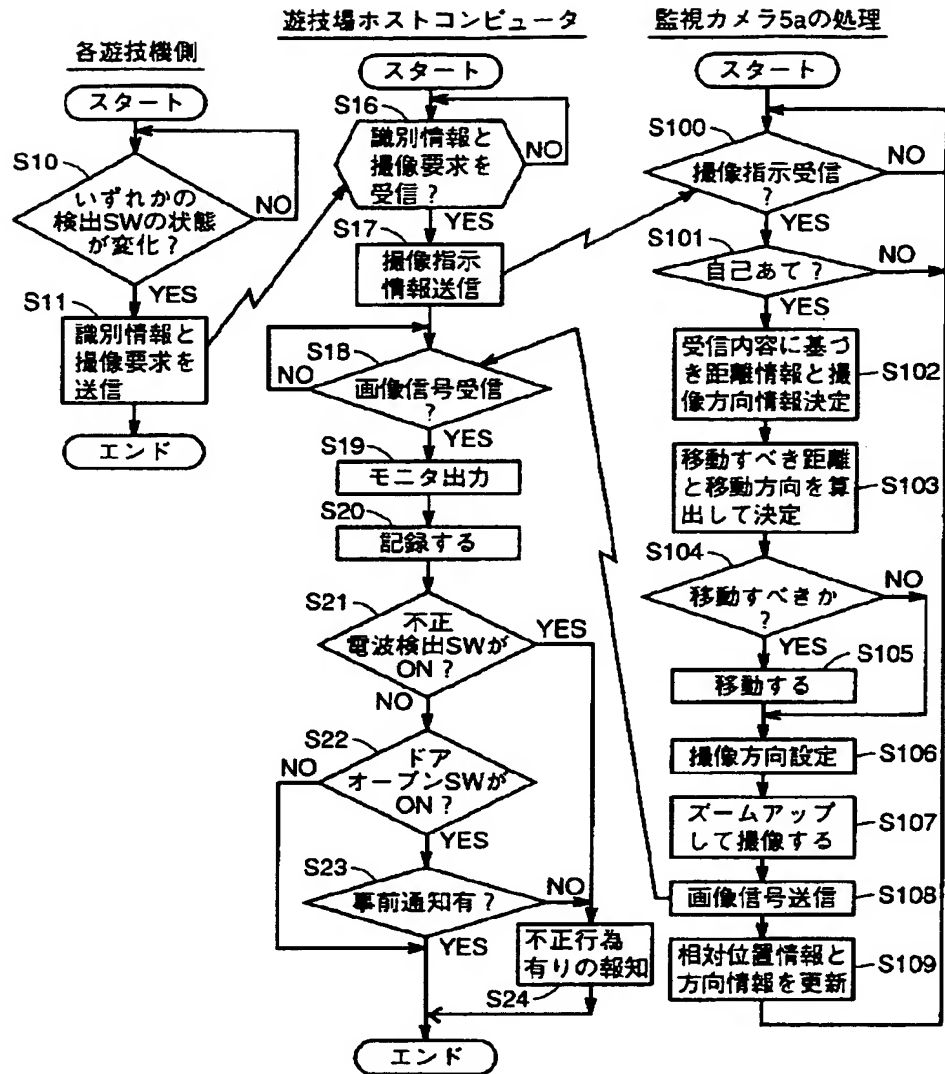 各遊技機側
スタート
S10
いずれかの
検出SWの状態
が変化?
NO
YES
S11
識別情報と
撮像要求を
送信
エンド
遊技場ホストコンピュータ
スタート
S16
識別情報と
撮像要求を
受信?
NO
YES
S17
撮像指示
情報送信
S18
画像信号受信
?
NO
YES
S19
モニタ出力
S20
記録する
S21
不正
電波検出SWが
ON?
YES
NO
S22
ドア
オープンSWが
ON?
NO
YES
S23
事前通知有?
NO
YES
不正行為
有りの報知
S24
エンド
監視カメラ5aの処理
スタート
S100
撮像指示受信
?
NO
YES
S101
自己あて?
NO
YES
受信内容に基づ
き距離情報と撮
像方向情報決定
S102
移動すべき距離
と移動方向を算
出して決定
S103
S104
移動すべきか
?
NO
YES
S105
移動する
撮像方向設定
S106
ズームアップ
して撮像する
S107
画像信号送信
S108
相対位置情報と
方向情報を更新
S109